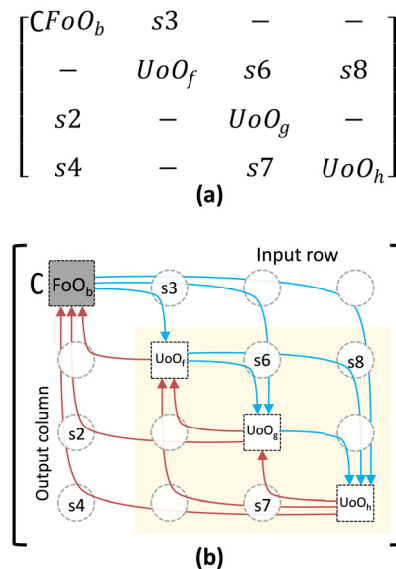 CFoO_b s3 − −
− UoO_f s6 s8
s2 − UoO_g −
s4 − s7 UoO_h
(a)
Input row
C FoO_b s3
UoO_f s6 s8
Output column
s2 UoO_g
s4 s7 UoO_h
(b)